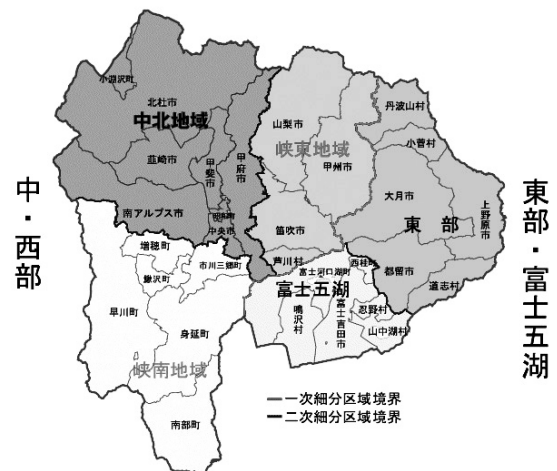 小淵沢町
北杜市
中北地域
韮崎市
甲斐市
甲府市
南アルプス市
昭和町
中央市
山梨市
峡東地域
甲州市
笛吹市
芦川村
丹波山村
小菅村
大月市
上野原市
東 部
都留市
道志村
増穂町
市川三郷町
鰍沢町
早川町
身延町
峡南地域
南部町
富士河口湖町
西桂町
富士五湖
鳴沢村
富士吉田市
忍野村
山中湖村
中・西部
東部・富士五湖
一次細分区域境界
二次細分区域境界